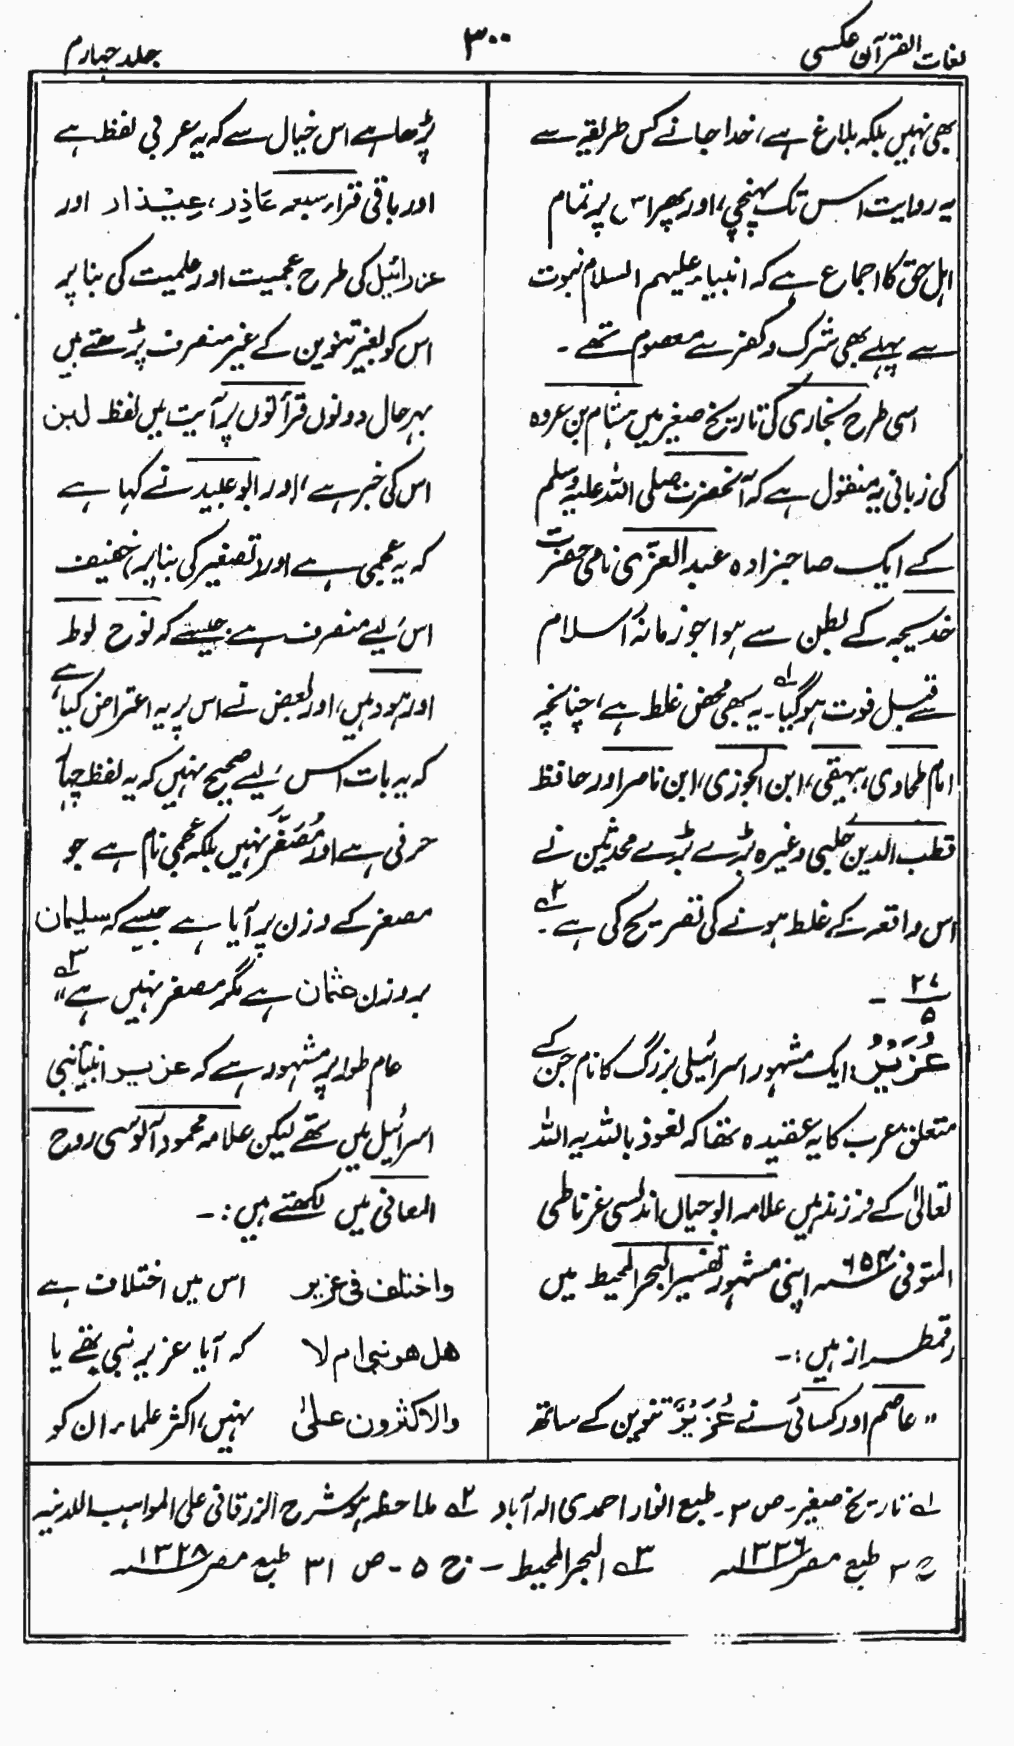 لغات القرآن عکسی
۳۰۰
جلد چہارم
بھی نہیں بلکہ بلاغ ہے، خدا جانے کس طریقہ سے
یہ روایت اس تک پہنچی، اور پھر اس پر تمام
اہل حق کا اجماع ہے کہ انبیاء علیہم السلام نبوت
سے پہلے بھی شرک و کفر سے معصوم تھے۔
اسی طرح بخاری کی تاریخ صغیر میں ہشام بن عروہ
کی زبانی یہ منقول ہے کہ آنحضرت صلی اللہ علیہ وسلم
کے ایک صاحبزادہ عبد العزّی نامی حضرت
خدیجہ کے بطن سے ہوا جو زمانۂ اسلام
سے قبل فوت ہو گیا۔ ۱؎ یہ بھی محض غلط ہے، چنانچہ
امام طحاوی، بیہقی، ابن الجوزی، ابن ناصر اور حافظ
قطب الدین حلبی وغیرہ بڑے بڑے محدثین نے
اس واقعہ کے غلط ہونے کی تصریح کی ہے ۲؎۔
۲۷
۵
عُزَیْرُ: ایک مشہور اسرائیلی بزرگ کا نام جن کے
متعلق عرب کا یہ عقیدہ تھا کہ نعوذ باللہ یہ اللہ
تعالیٰ کے فرزند ہیں علامہ ابو حیان اندلسی غرناطی
المتوفی ۶۵۴ھ اپنی مشہور تفسیر البحر المحیط میں
رقمطراز ہیں:۔
"عاصم اور کسائی نے عُزَیْرٌ تنوین کے ساتھ
پڑھا ہے اس خیال سے کہ یہ عربی لفظ ہے
اور باقی قراء سبعہ عَاذِر، عِیْذار اور
عزرائیل کی طرح عجمیت اور علمیت کی بنا پر
اس کو بغیر تنوین کے غیر منصرف پڑھتے ہیں
بہر حال دونوں قرأتوں پر آیت میں لفظ ابن
اس کی خبر ہے، اور ابو عبید نے کہا ہے
کہ یہ عجمی ہے اور تصغیر کی بنا پر خفیف
اس لیے منصرف ہے جیسے کہ نوح لوط
اور ہود ہیں، اور بعض نے اس پر یہ اعتراض کیا ہے
کہ یہ بات اس لیے صحیح نہیں کہ یہ لفظ چہار
حرفی ہے اور مُصَغَّر نہیں بلکہ عجمی نام ہے جو
مصغر کے وزن پر آیا ہے جیسے کہ سلیمان
بروزن عثمان ہے مگر مصغر نہیں ہے" ۳؎
عام طور پر مشہور ہے کہ عزیر انبیائے بنی
اسرائیل میں تھے لیکن علامہ محمود آلوسی روح
المعانی میں لکھتے ہیں:۔
واختلف فی عزیر اس میں اختلاف ہے
ھل ھو نبی ام لا کہ آیا عزیر نبی تھے یا
والاکثرون علیٰ نہیں، اکثر علماء ان کو
۱؎ تاریخ صغیر۔ ص ۳۔ طبع انوار احمدی الہ آباد ۲؎ ملاحظہ ہو شرح الزرقانی علی المواہب اللدنیہ
ج ۳ طبع مصر ۱۳۲۶ھ ۳؎ البحر المحیط۔ ج ۵۔ ص ۳۱ طبع مصر ۱۳۲۸ھ